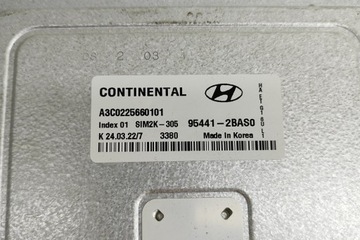 CONTINENTAL
A3C0225660101
Index 01 SIM2K-305 95441-2BAS0
K 24.03.22/7 3380 Made in Korea